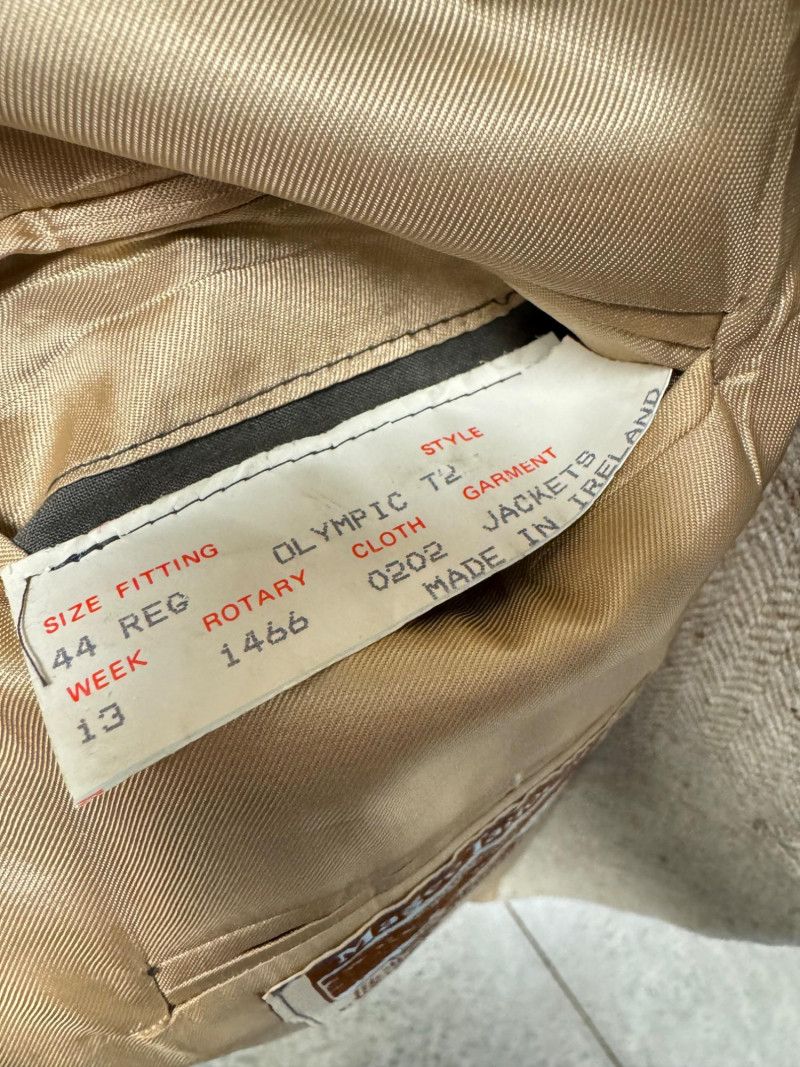 STYLE
OLYMPIC T2
SIZE FITTING
ROTARY
CLOTH
GARMENT
44 REG
1466
0202
JACKETS
WEEK
MADE IN IRELAND
13